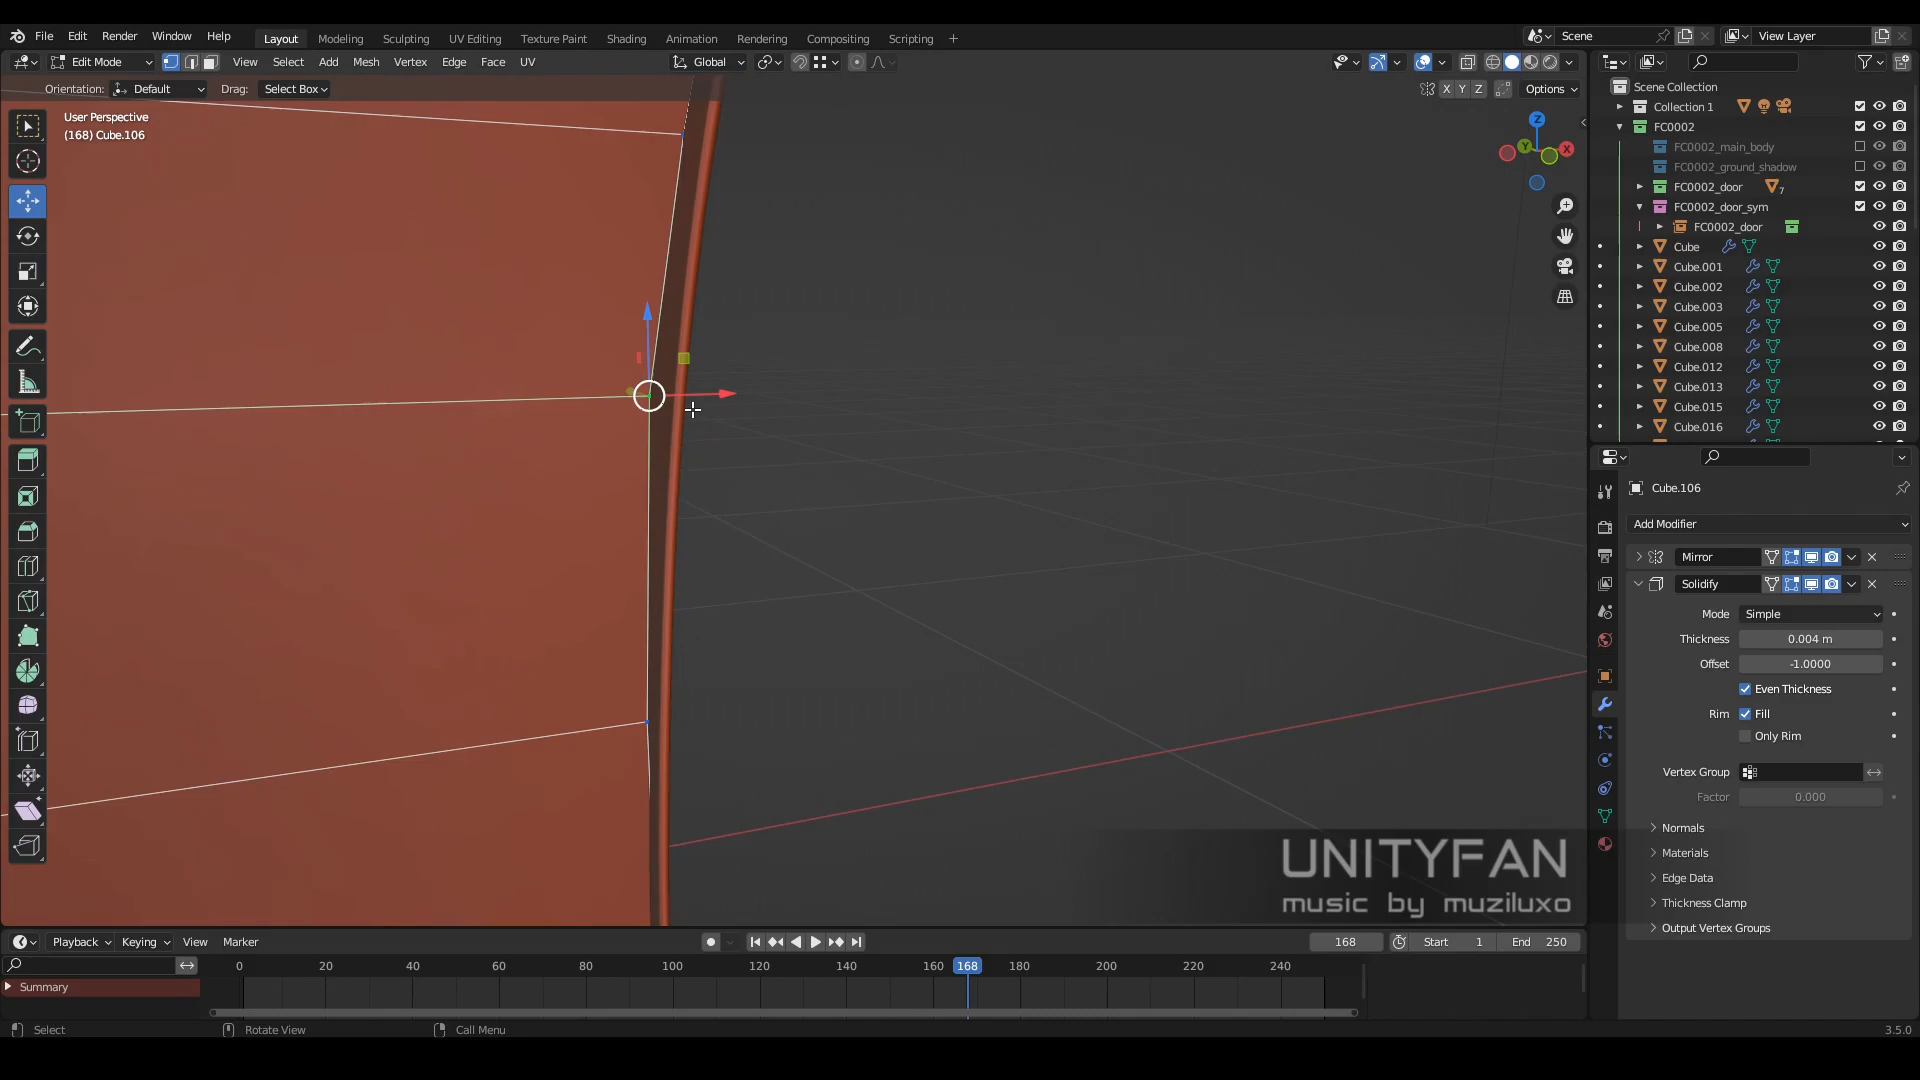 File Edit Render Window Help Layout Modeling Sculpting UV Editing Texture Paint Shading Animation Rendering Compositing Scripting Scene View Layer
Edit Mode View Select Add Mesh Vertex Edge Face UV Global
Orientation: Default Drag: Select Box X Y Z Options
User Perspective
(168) Cube.106
Z
Y
X
Scene Collection
Collection 1
FC0002
FC0002_main_body
FC0002_ground_shadow
FC0002_door 7
FC0002_door_sym
FC0002_door
Cube
Cube.001
Cube.002
Cube.003
Cube.005
Cube.008
Cube.012
Cube.013
Cube.015
Cube.016
Cube.106
Add Modifier
Mirror
Solidify
Mode Simple
Thickness 0.004 m
Offset -1.0000
Even Thickness
Rim Fill
Only Rim
Vertex Group
Factor 0.000
Normals
Materials
Edge Data
Thickness Clamp
Output Vertex Groups
UNITYFAN
music by muziluxo
Playback Keying View Marker 168 Start 1 End 250
0 20 40 60 80 100 120 140 160 168 180 200 220 240
Summary
Select Rotate View Call Menu 3.5.0